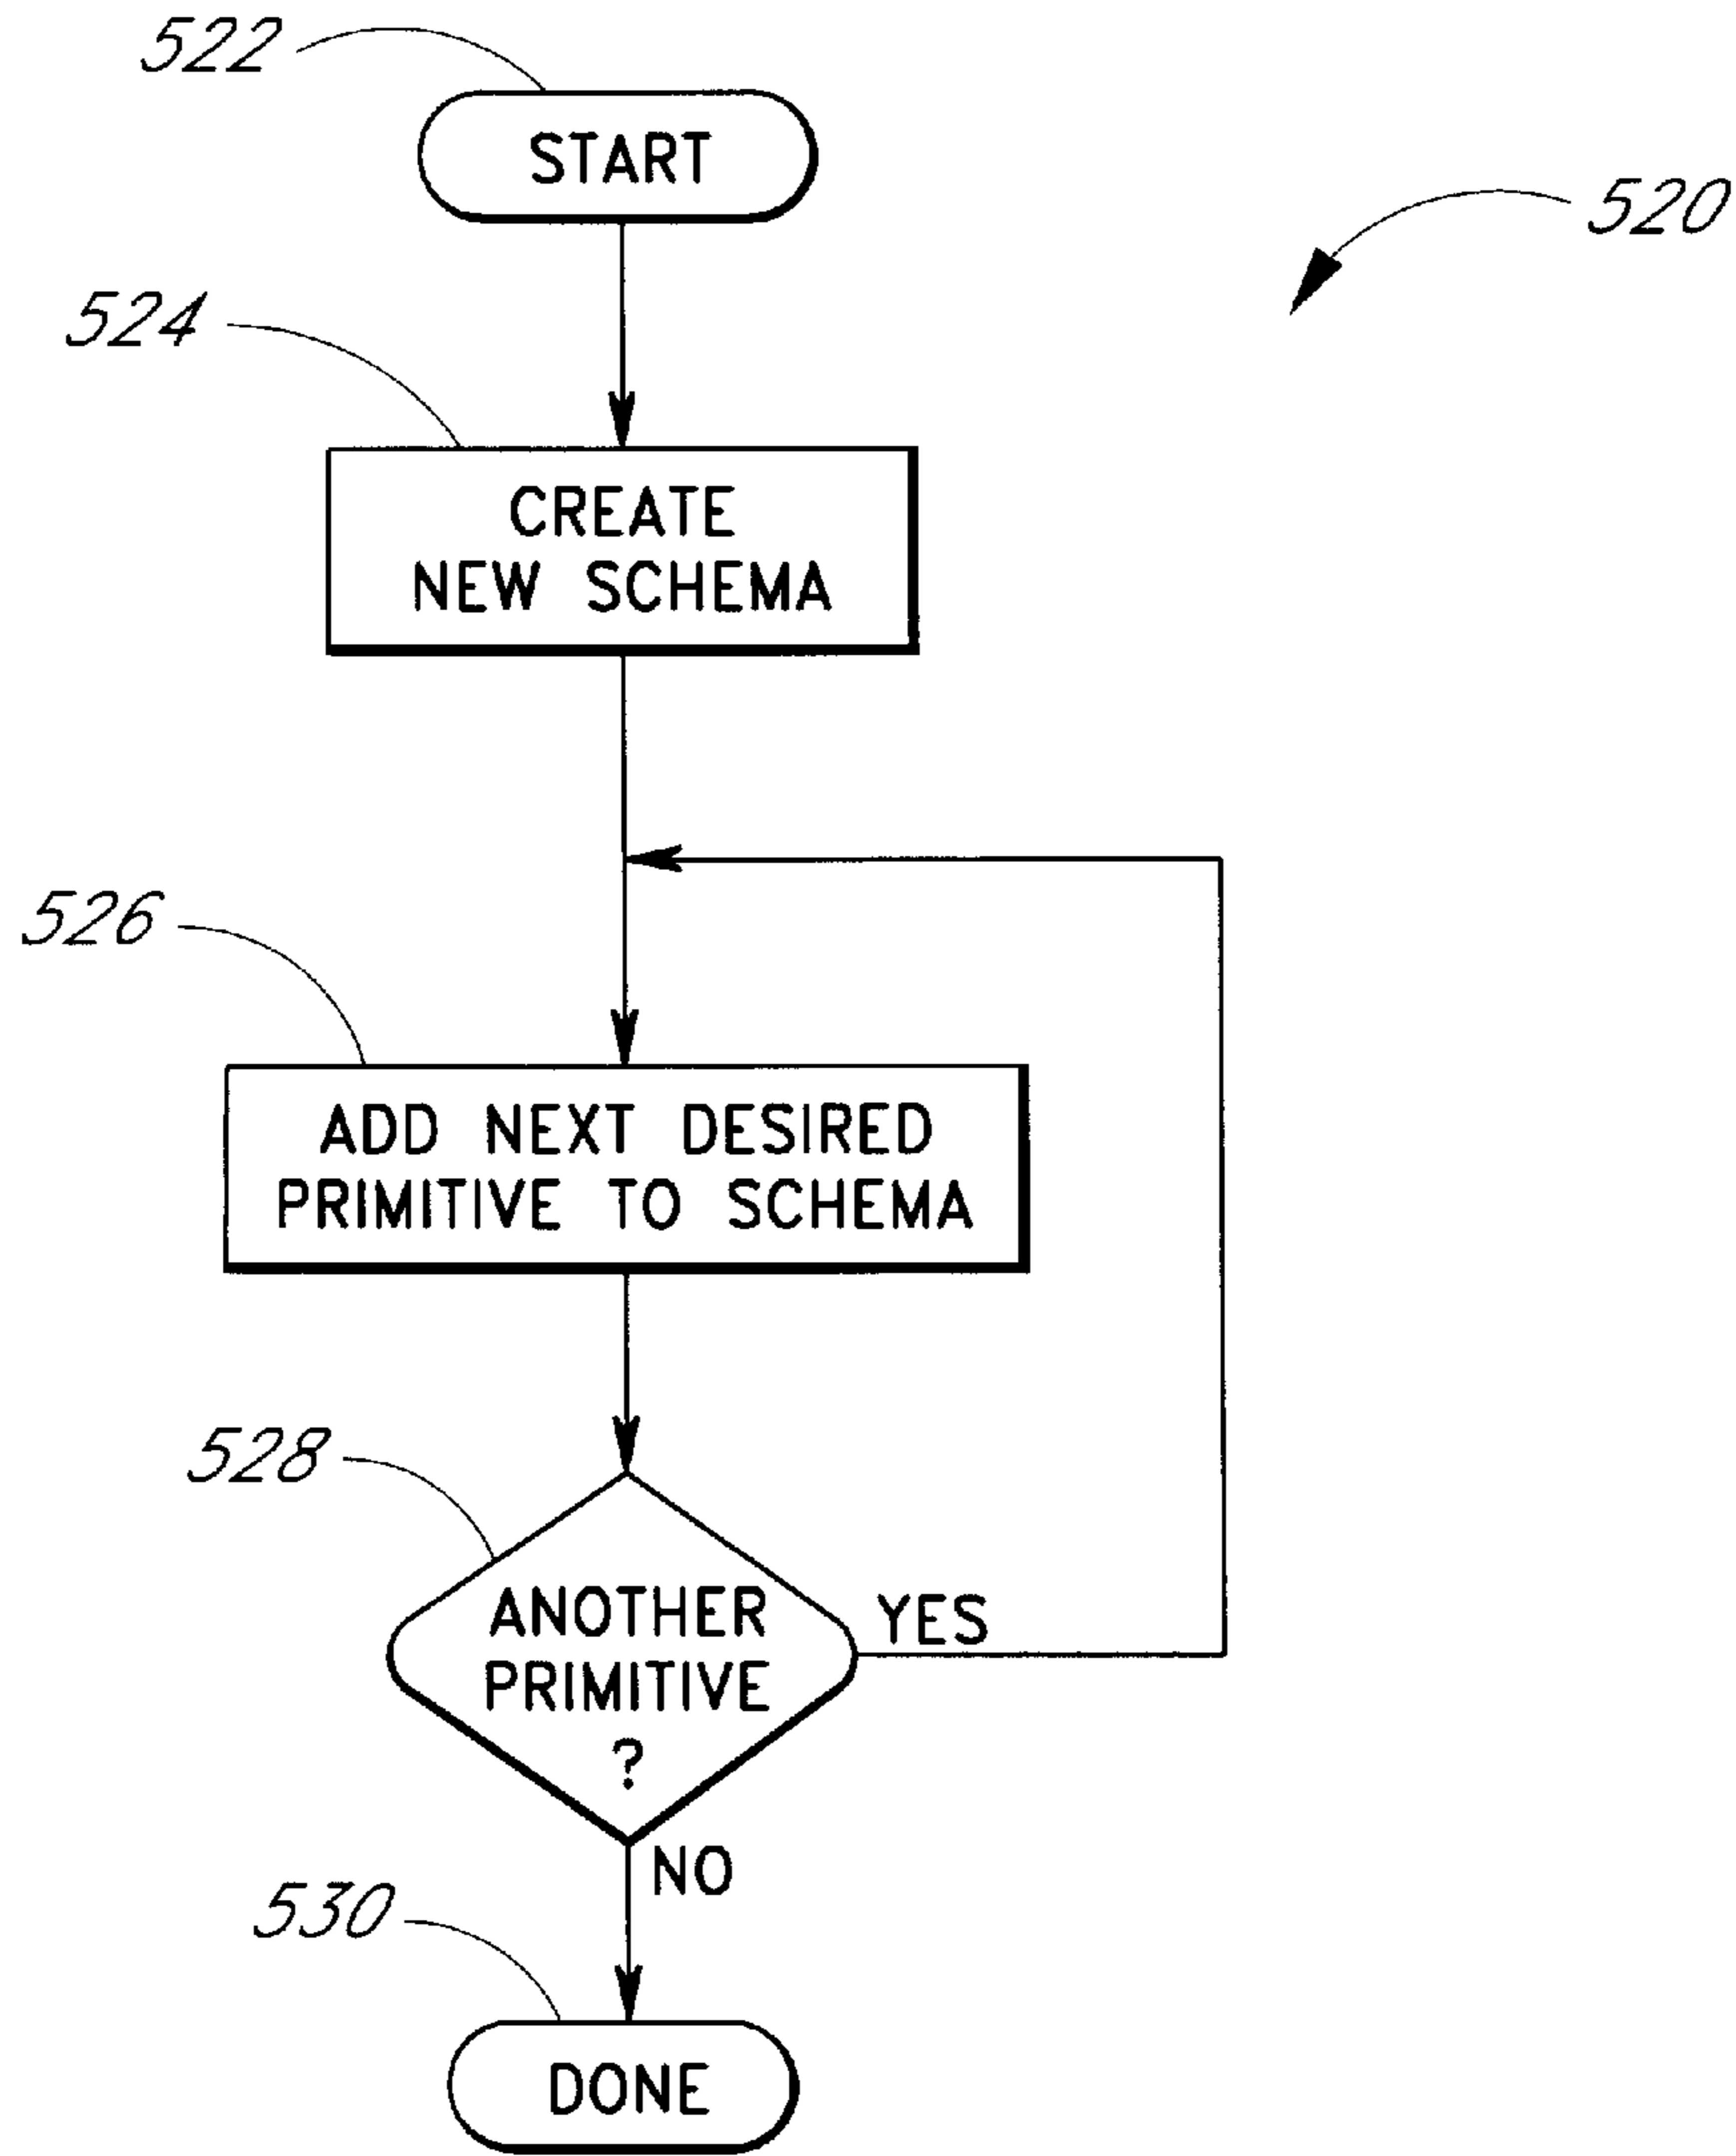 522
START
520
524
CREATE
NEW SCHEMA
526
ADD NEXT DESIRED
PRIMITIVE TO SCHEMA
528
ANOTHER
PRIMITIVE
?
YES
NO
530
DONE